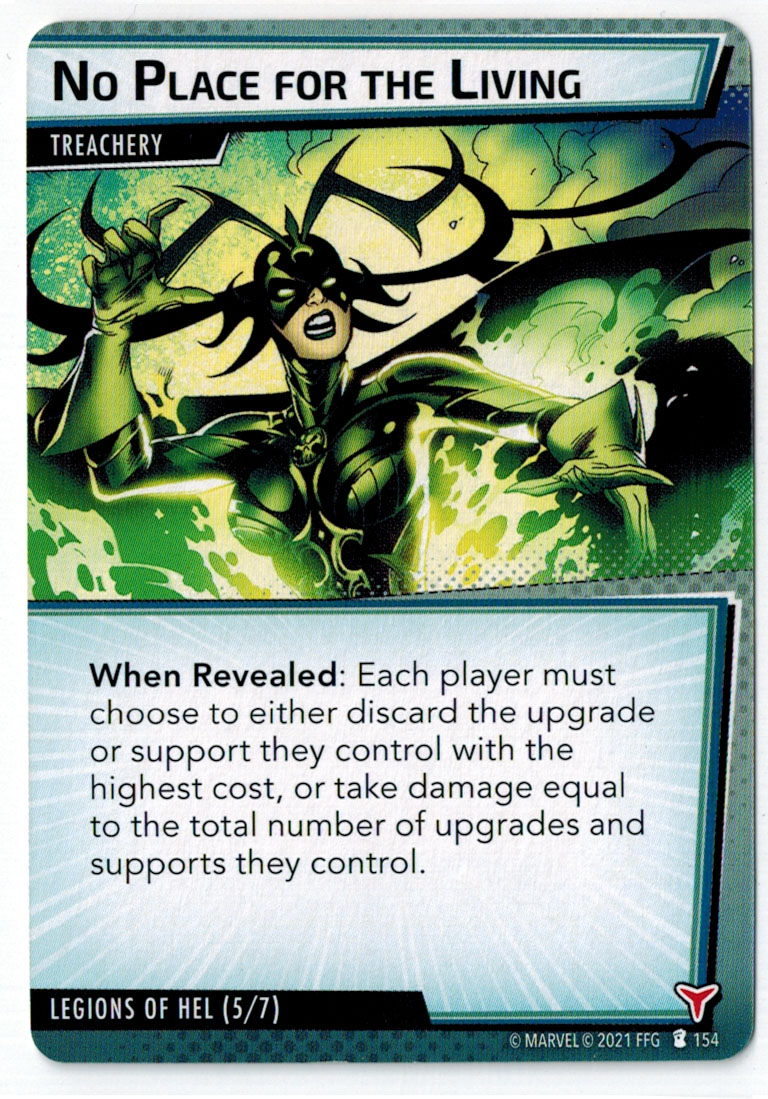 No Place for the Living
TREACHERY
When Revealed: Each player must
choose to either discard the upgrade
or support they control with the
highest cost, or take damage equal
to the total number of upgrades and
supports they control.
LEGIONS OF HEL (5/7)
© MARVEL © 2021 FFG 154